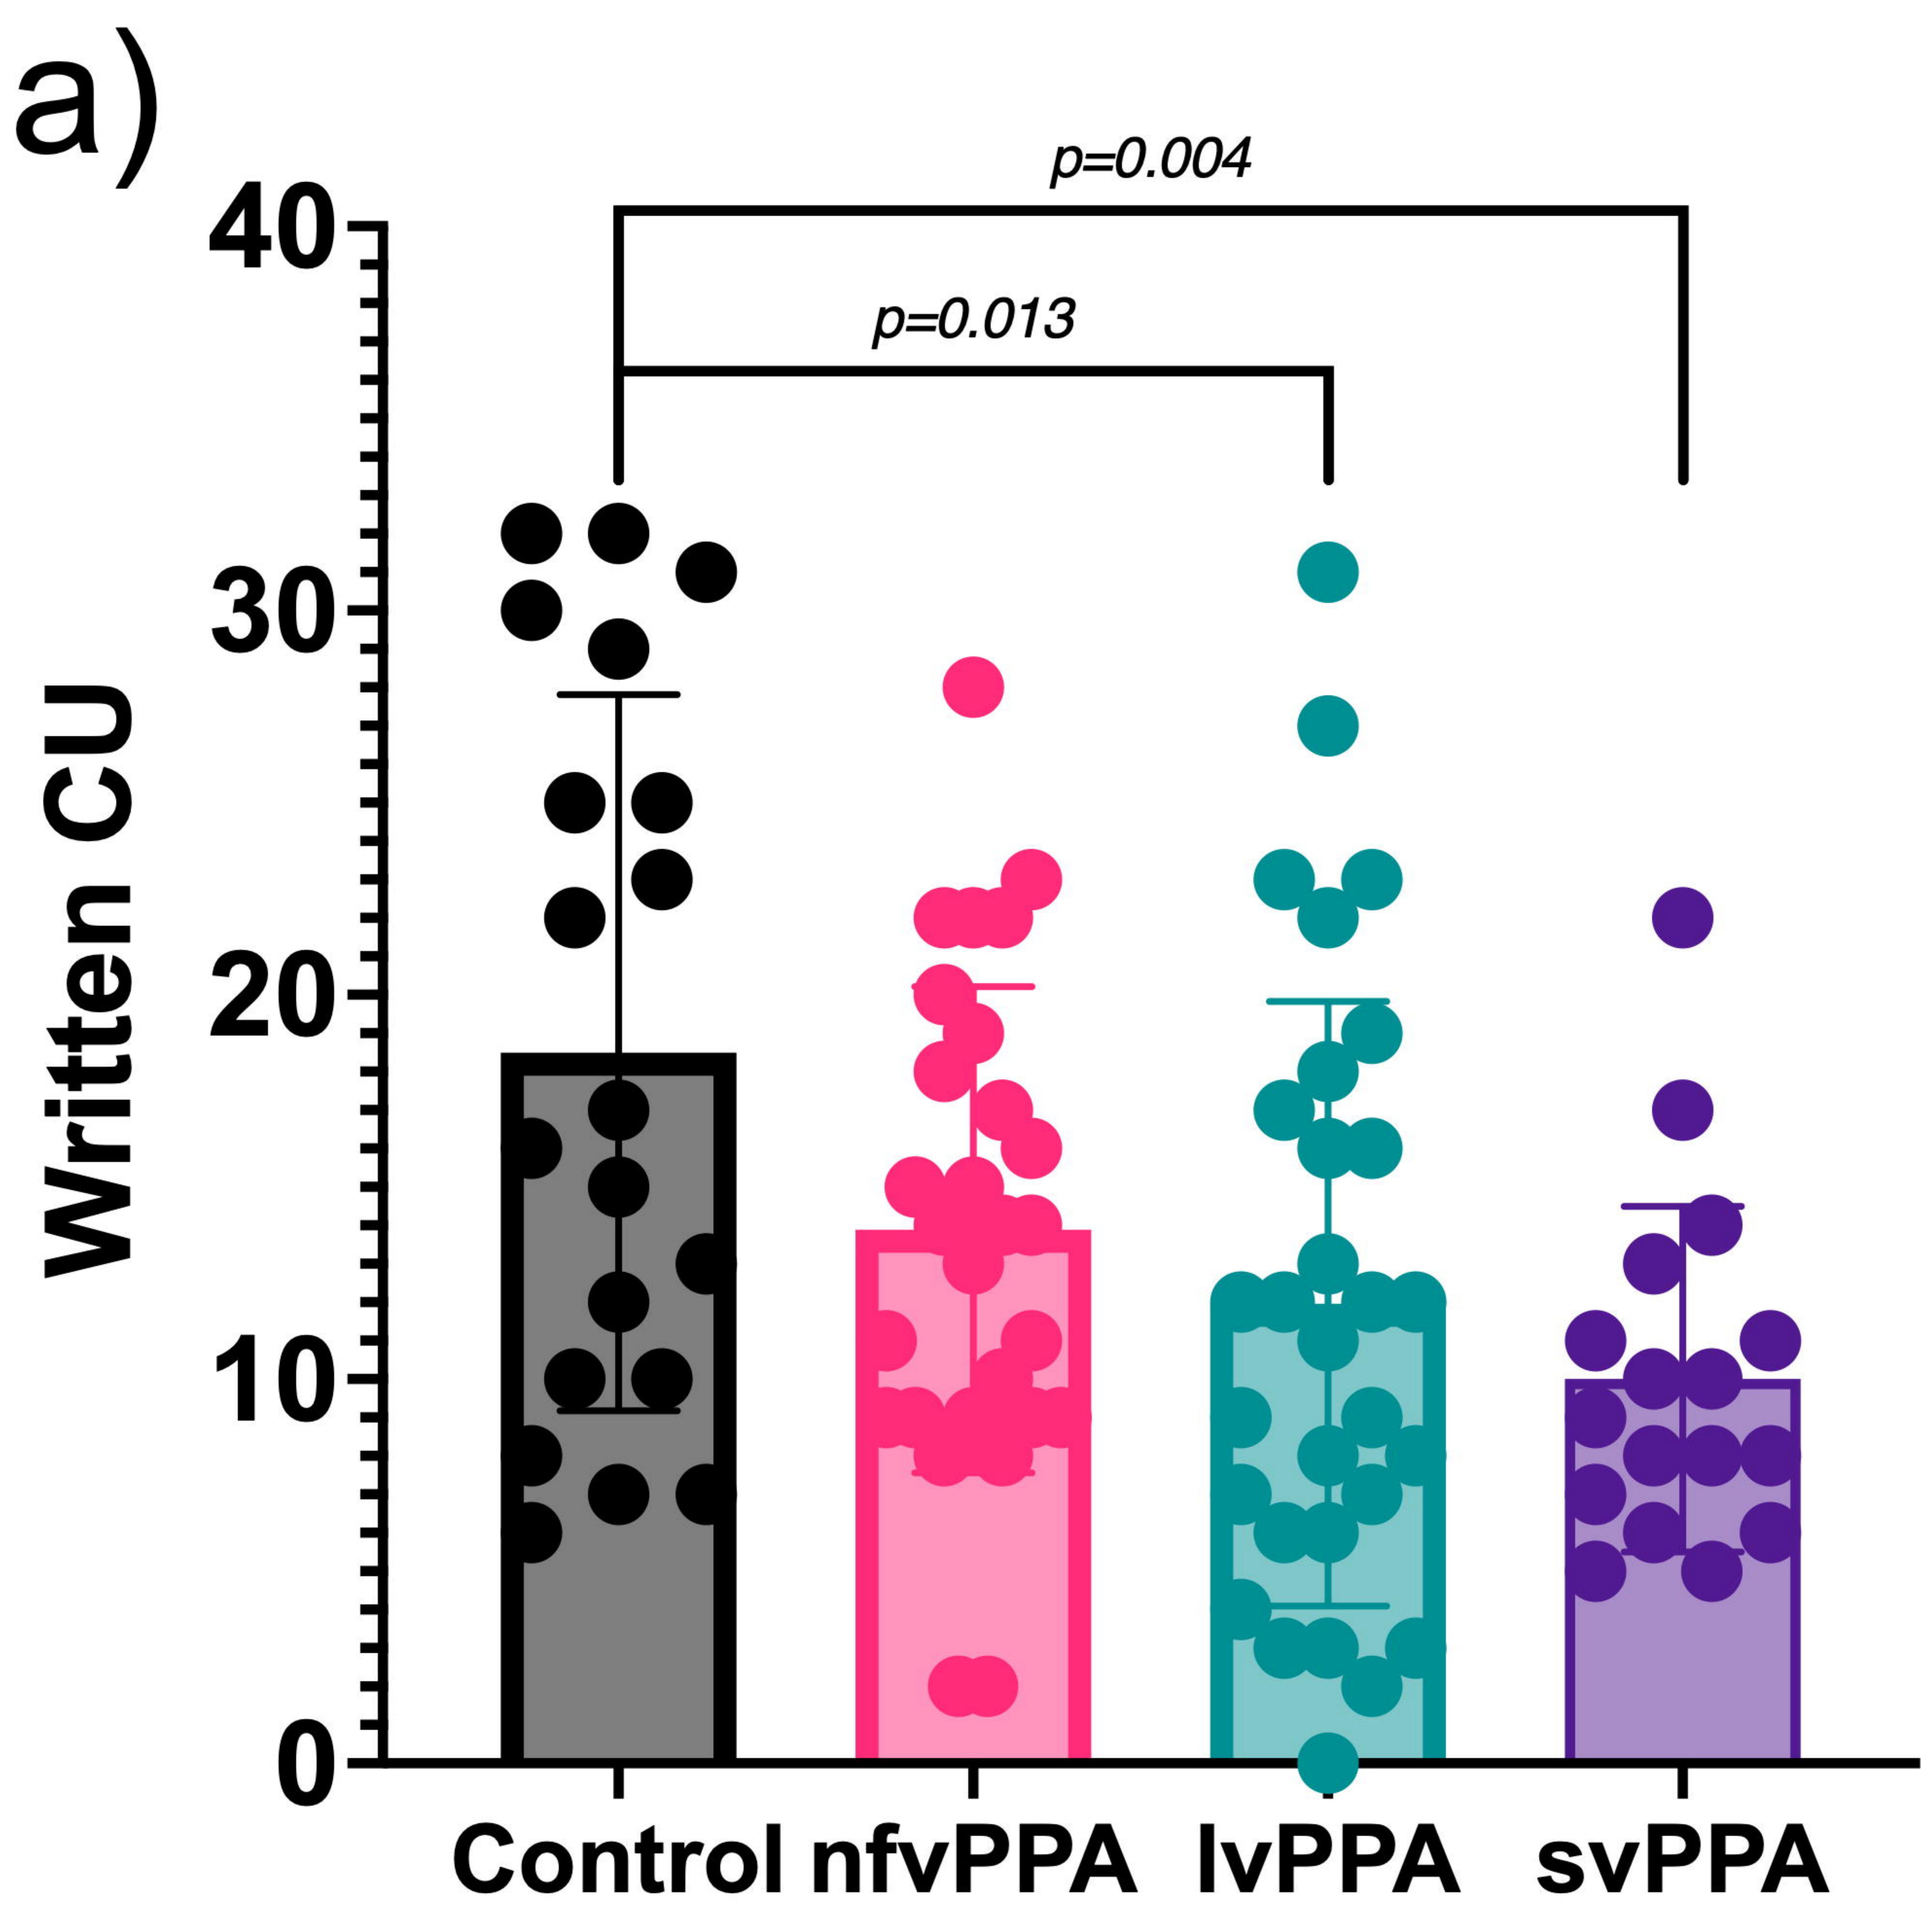 a)
p=0.004
p=0.013
40
30
20
10
0
Written CU
Control nfvPPA lvPPA svPPA